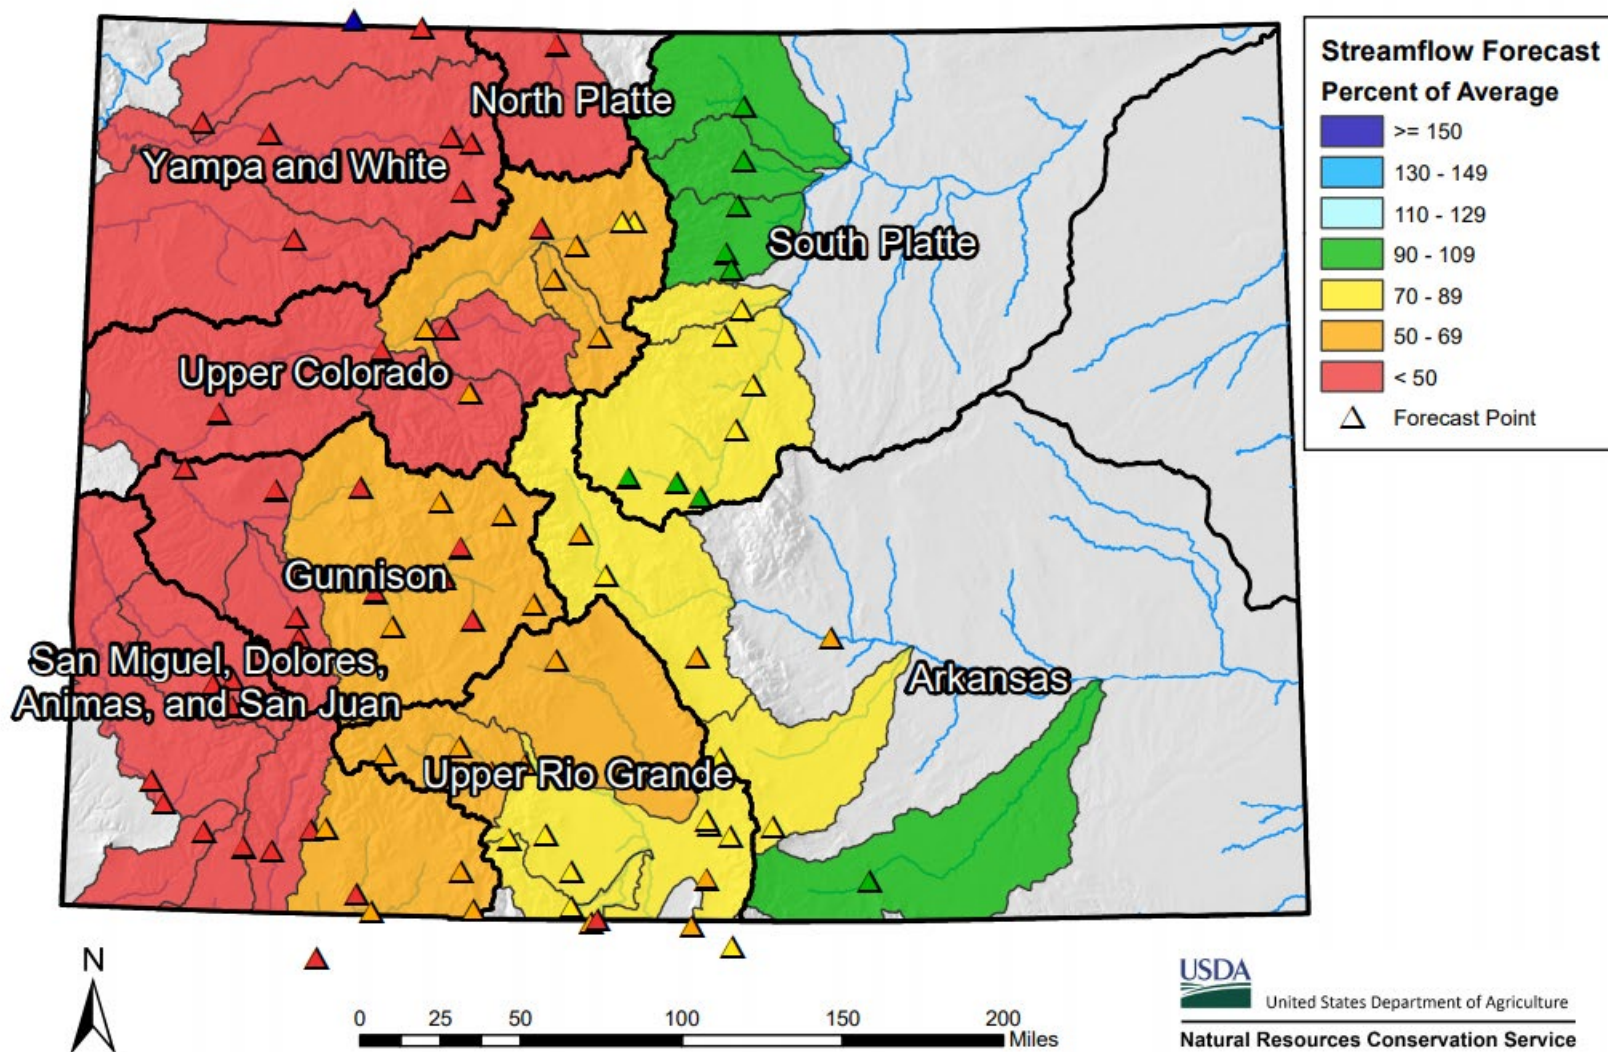 Streamflow Forecast
Percent of Average
>= 150
130 - 149
110 - 129
90 - 109
70 - 89
50 - 69
< 50
Forecast Point
North Platte
Yampa and White
South Platte
Upper Colorado
Gunnison
San Miguel, Dolores,
Animas, and San Juan
Arkansas
Upper Rio Grande
N
0 25 50 100 150 200
Miles
USDA
United States Department of Agriculture
Natural Resources Conservation Service